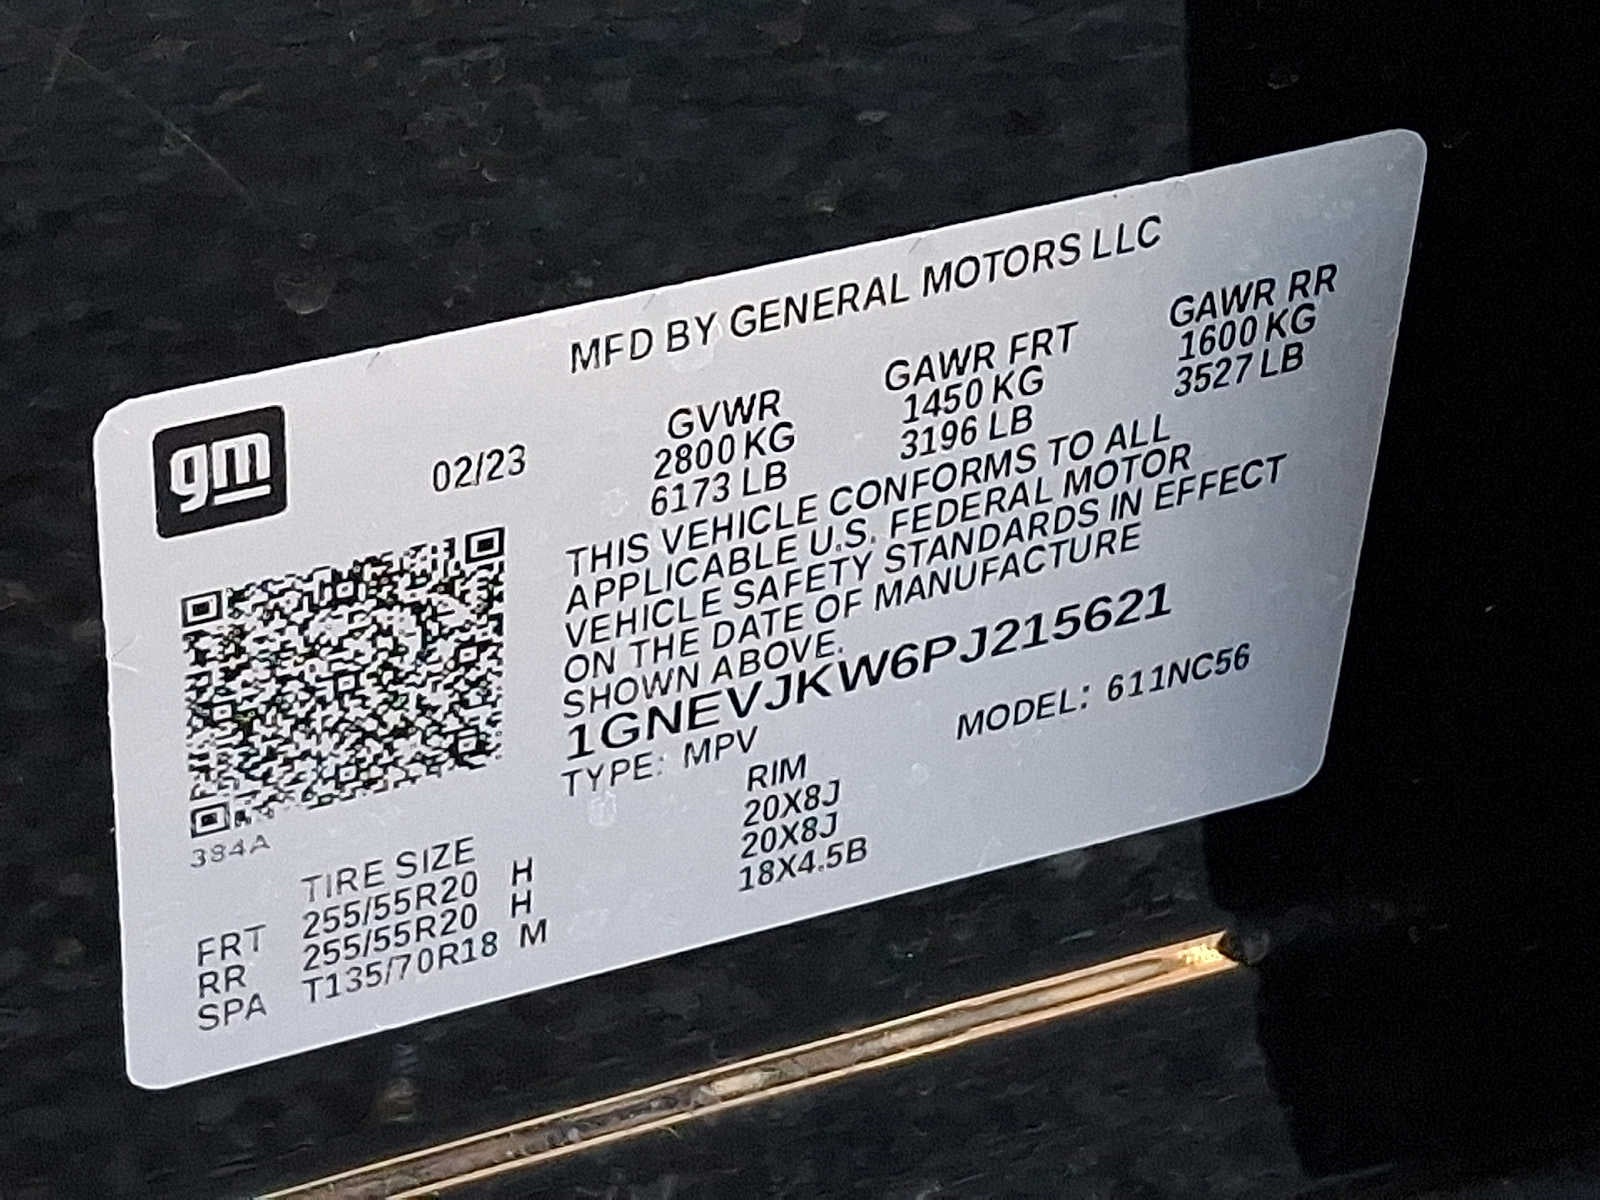 MFD BY GENERAL MOTORS LLC
gm
02/23
GVWR GAWR FRT GAWR RR
2800 KG 1450 KG 1600 KG
6173 LB 3196 LB 3527 LB
THIS VEHICLE CONFORMS TO ALL
APPLICABLE U.S. FEDERAL MOTOR
VEHICLE SAFETY STANDARDS IN EFFECT
ON THE DATE OF MANUFACTURE
SHOWN ABOVE.
1GNEVJKW6PJ215621
TYPE: MPV MODEL: 611NC56
384A
TIRE SIZE RIM
FRT 255/55R20 H 20X8J
RR 255/55R20 H 20X8J
SPA T135/70R18 M 18X4.5B